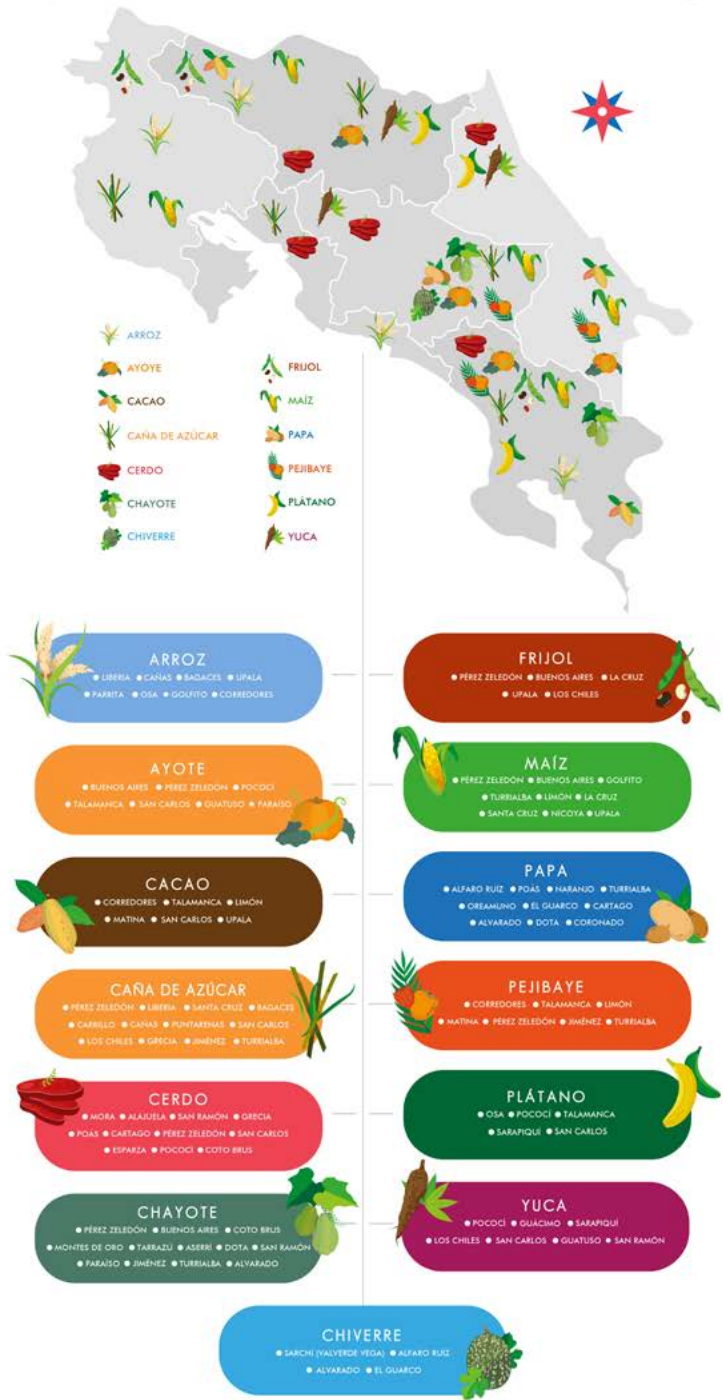 ARROZ
AYOYE
CACAO
CAÑA DE AZÚCAR
CERDO
CHAYOTE
CHIVERRE
FRIJOL
MAÍZ
PAPA
PEJIBAYE
PLÁTANO
YUCA
ARROZ
● LIBERIA ● CAÑAS ● BAGACES ● UPALA
● PARRITA ● OSA ● GOLFITO ● CORREDORES
AYOTE
● BUENOS AIRES ● PÉREZ ZELEDÓN ● POCOCÍ
● TALAMANCA ● SAN CARLOS ● GUATUSO ● PARAÍSO
CACAO
● CORREDORES ● TALAMANCA ● LIMÓN
● MATINA ● SAN CARLOS ● UPALA
CAÑA DE AZÚCAR
● PÉREZ ZELEDÓN ● LIBERIA ● SANTA CRUZ ● BAGACES
● CARRILLO ● CAÑAS ● PUNTARENAS ● SAN CARLOS
● LOS CHILES ● GRECIA ● JIMÉNEZ ● TURRIALBA
CERDO
● MORA ● ALAJUELA ● SAN RAMÓN ● GRECIA
● POÁS ● CARTAGO ● PÉREZ ZELEDÓN ● SAN CARLOS
● ESPARZA ● POCOCÍ ● COTO BRUS
CHAYOTE
● PÉREZ ZELEDÓN ● BUENOS AIRES ● COTO BRUS
● MONTES DE ORO ● TARRAZÚ ● ASERRÍ ● DOTA ● SAN RAMÓN
● PARAÍSO ● JIMÉNEZ ● TURRIALBA ● ALVARADO
FRIJOL
● PÉREZ ZELEDÓN ● BUENOS AIRES ● LA CRUZ
● UPALA ● LOS CHILES
MAÍZ
● PÉREZ ZELEDÓN ● BUENOS AIRES ● GOLFITO
● TURRIALBA ● LIMÓN ● LA CRUZ
● SANTA CRUZ ● NICOYA ● UPALA
PAPA
● ALFARO RUÍZ ● POÁS ● NARANJO ● TURRIALBA
● OREAMUNO ● EL GUARCO ● CARTAGO
● ALVARADO ● DOTA ● CORONADO
PEJIBAYE
● CORREDORES ● TALAMANCA ● LIMÓN
● MATINA ● PÉREZ ZELEDÓN ● JIMÉNEZ ● TURRIALBA
PLÁTANO
● OSA ● POCOCÍ ● TALAMANCA
● SARAPIQUÍ ● SAN CARLOS
YUCA
● POCOCÍ ● GUÁCIMO ● SARAPIQUÍ
● LOS CHILES ● SAN CARLOS ● GUATUSO ● SAN RAMÓN
CHIVERRE
● SARCHÍ (VALVERDE VEGA) ● ALFARO RUÍZ
● ALVARADO ● EL GUARCO